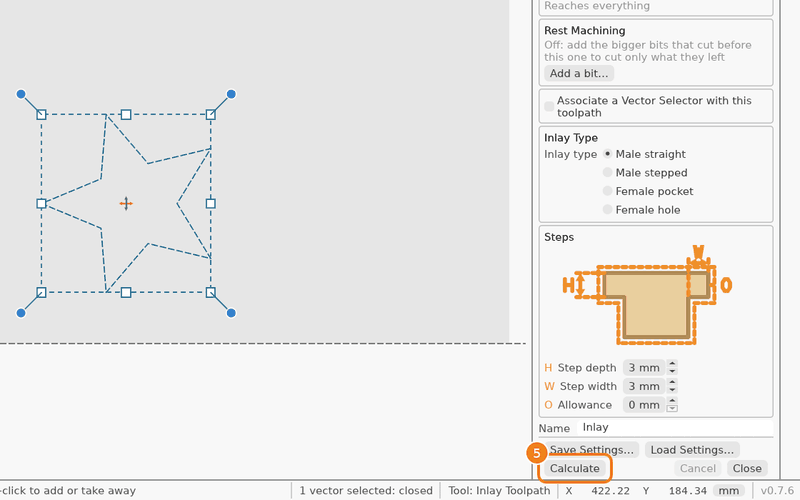 Reaches everything
Rest Machining
Off: add the bigger bits that cut before
this one to cut only what they left
Add a bit...
Associate a Vector Selector with this
toolpath
Inlay Type
Inlay type
Male straight
Male stepped
Female pocket
Female hole
Steps
W
H
O
H Step depth 3 mm
W Step width 3 mm
O Allowance 0 mm
Name Inlay
5
Save Settings... Load Settings...
Calculate Cancel Close
-click to add or take away 1 vector selected: closed Tool: Inlay Toolpath X 422.22 Y 184.34 mm v0.7.6